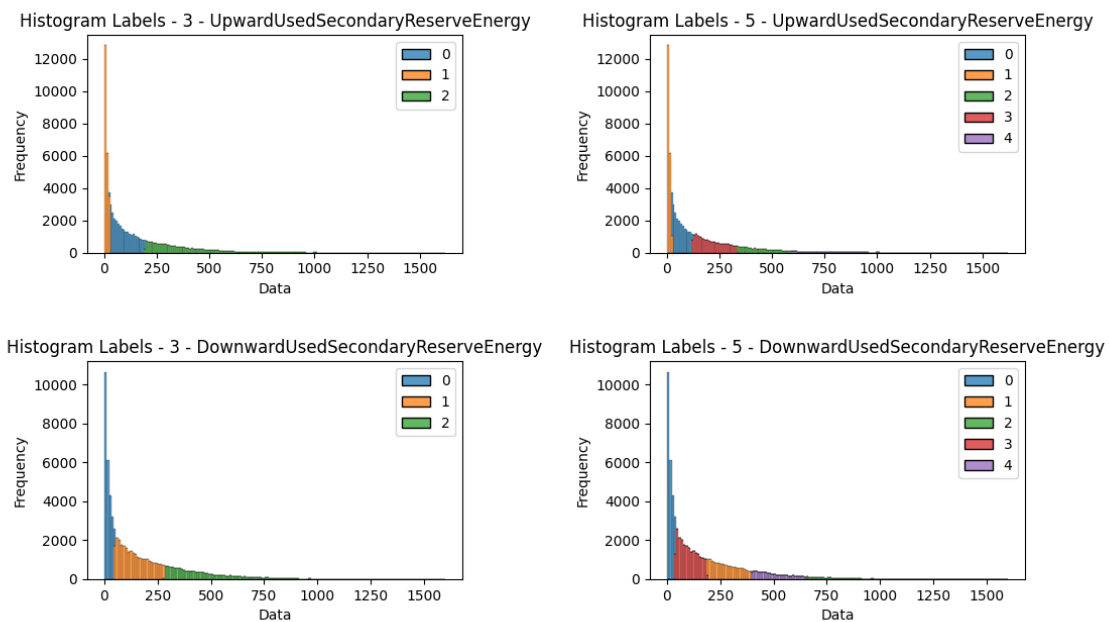 Histogram Labels - 3 - UpwardUsedSecondaryReserveEnergy
12000
10000
8000
6000
4000
2000
0
Frequency
0
1
2
0 250 500 750 1000 1250 1500
Data
Histogram Labels - 5 - UpwardUsedSecondaryReserveEnergy
12000
10000
8000
6000
4000
2000
0
Frequency
0
1
2
3
4
0 250 500 750 1000 1250 1500
Data
Histogram Labels - 3 - DownwardUsedSecondaryReserveEnergy
10000
8000
6000
4000
2000
0
Frequency
0
1
2
0 250 500 750 1000 1250 1500
Data
Histogram Labels - 5 - DownwardUsedSecondaryReserveEnergy
10000
8000
6000
4000
2000
0
Frequency
0
1
2
3
4
0 250 500 750 1000 1250 1500
Data